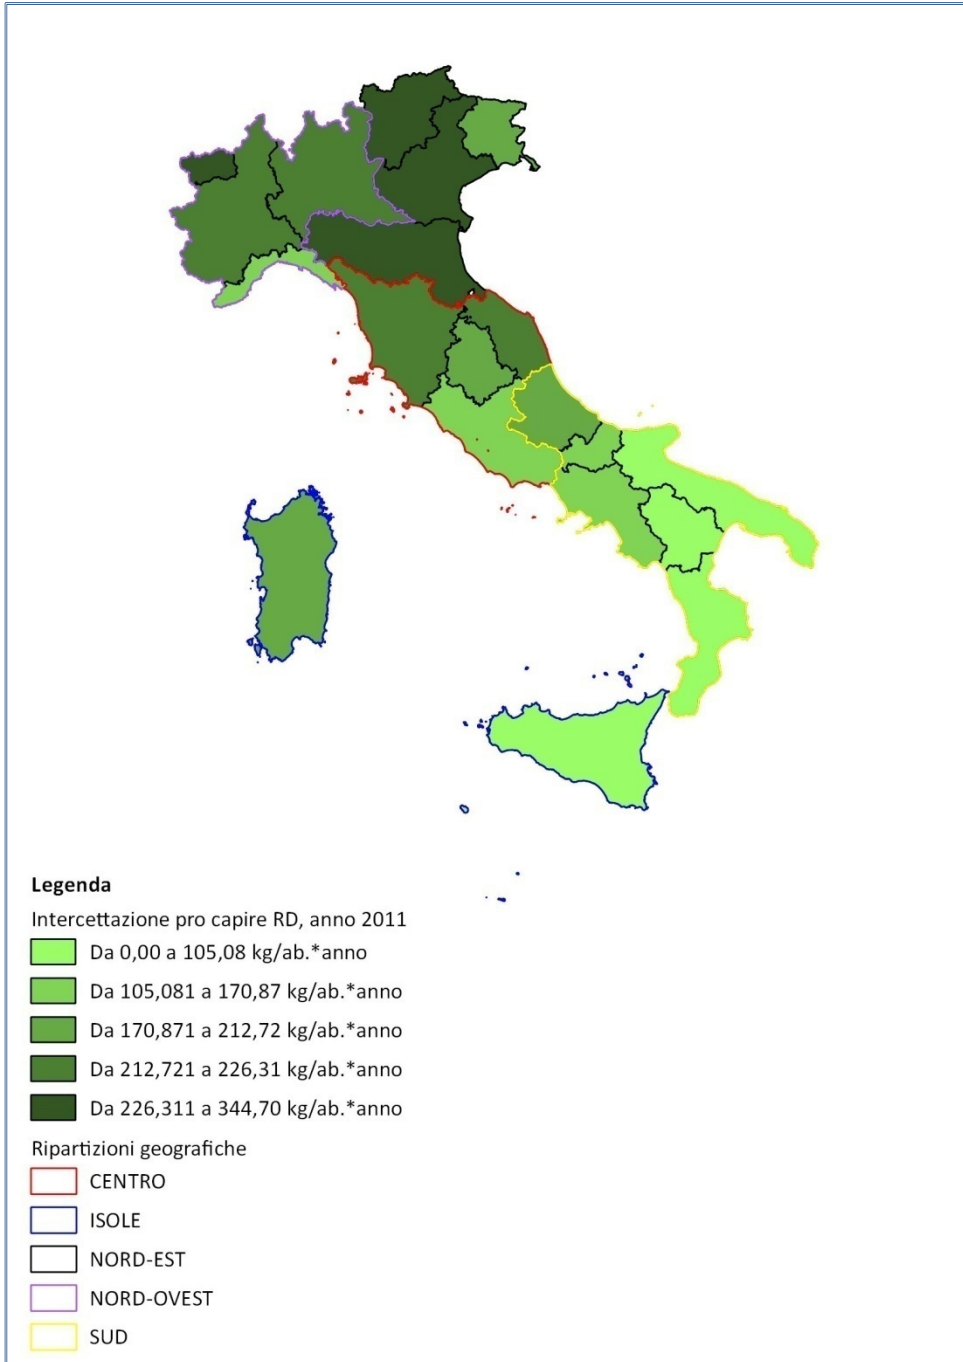 Legenda
Intercettazione pro capire RD, anno 2011
Da 0,00 a 105,08 kg/ab.*anno
Da 105,081 a 170,87 kg/ab.*anno
Da 170,871 a 212,72 kg/ab.*anno
Da 212,721 a 226,31 kg/ab.*anno
Da 226,311 a 344,70 kg/ab.*anno
Ripartizioni geografiche
CENTRO
ISOLE
NORD-EST
NORD-OVEST
SUD